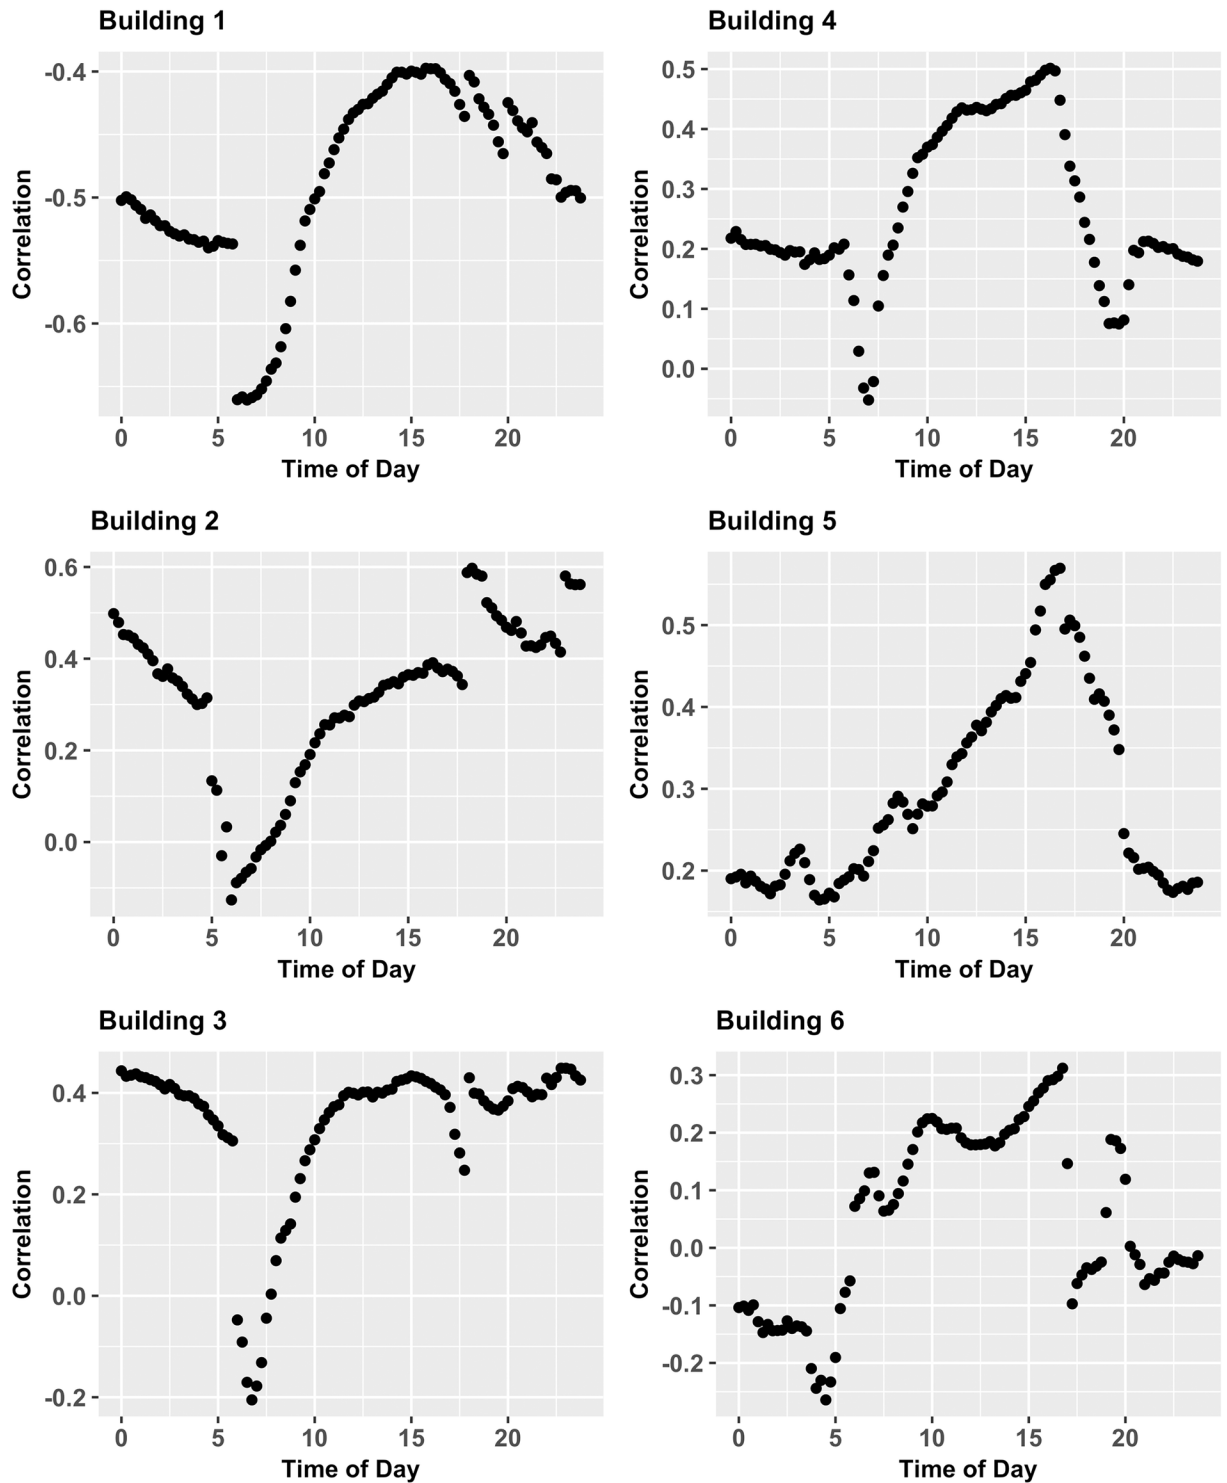 Building 1
Correlation
-0.4
-0.5
-0.6
0 5 10 15 20
Time of Day
Building 4
Correlation
0.5
0.4
0.3
0.2
0.1
0.0
0 5 10 15 20
Time of Day
Building 2
Correlation
0.6
0.4
0.2
0.0
0 5 10 15 20
Time of Day
Building 5
Correlation
0.5
0.4
0.3
0.2
0 5 10 15 20
Time of Day
Building 3
Correlation
0.4
0.2
0.0
-0.2
0 5 10 15 20
Time of Day
Building 6
Correlation
0.3
0.2
0.1
0.0
-0.1
-0.2
0 5 10 15 20
Time of Day